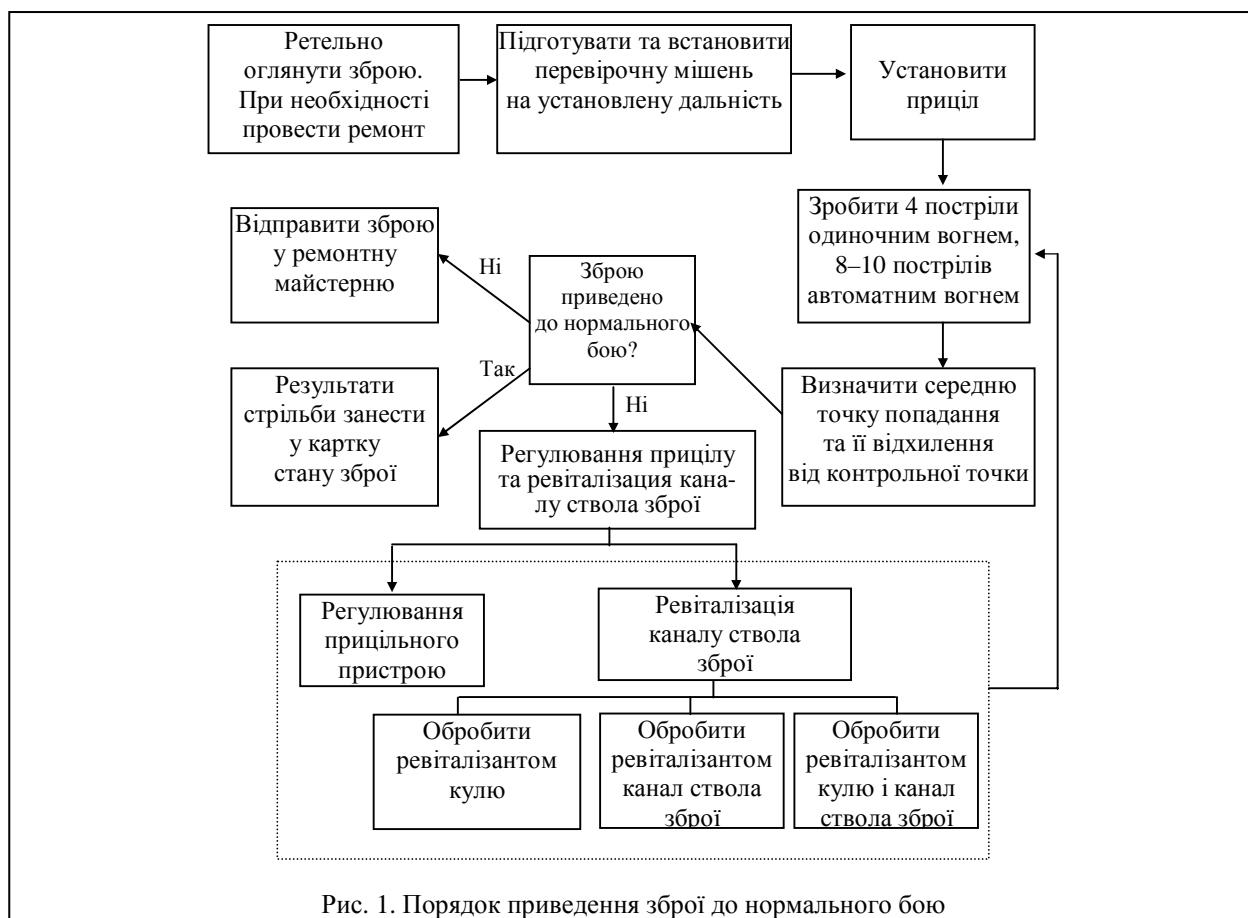 Ретельно
оглянути зброю.
При необхідності
провести ремонт
Підготувати та встановити
перевірочну мішень
на установлену дальність
Установити
приціл
Зробити 4 постріли
одиночним вогнем,
8–10 пострілів
автоматним вогнем
Визначити середню
точку попадання
та її відхилення
від контрольної точки
Зброю
приведено
до нормального
бою?
Ні
Відправити зброю
у ремонтну
майстерню
Так
Результати
стрільби занести
у картку
стану зброї
Ні
Регулювання прицілу
та ревіталізация кана-
лу ствола зброї
Регулювання
прицільного
пристрою
Ревіталізація
каналу ствола
зброї
Обробити
ревіталізантом
кулю
Обробити
ревіталізантом
канал ствола
зброї
Обробити
ревіталізантом
кулю і канал
ствола зброї
Рис. 1. Порядок приведення зброї до нормального бою